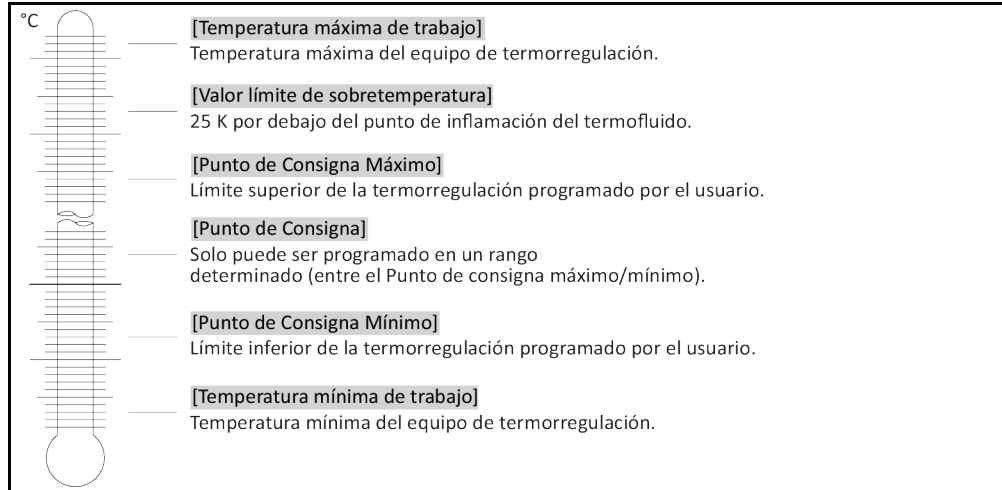 °C
[Temperatura máxima de trabajo]
Temperatura máxima del equipo de termorregulación.
[Valor límite de sobretemperatura]
25 K por debajo del punto de inflamación del termofluido.
[Punto de Consigna Máximo]
Límite superior de la termorregulación programado por el usuario.
[Punto de Consigna]
Solo puede ser programado en un rango
determinado (entre el Punto de consigna máximo/mínimo).
[Punto de Consigna Mínimo]
Límite inferior de la termorregulación programado por el usuario.
[Temperatura mínima de trabajo]
Temperatura mínima del equipo de termorregulación.